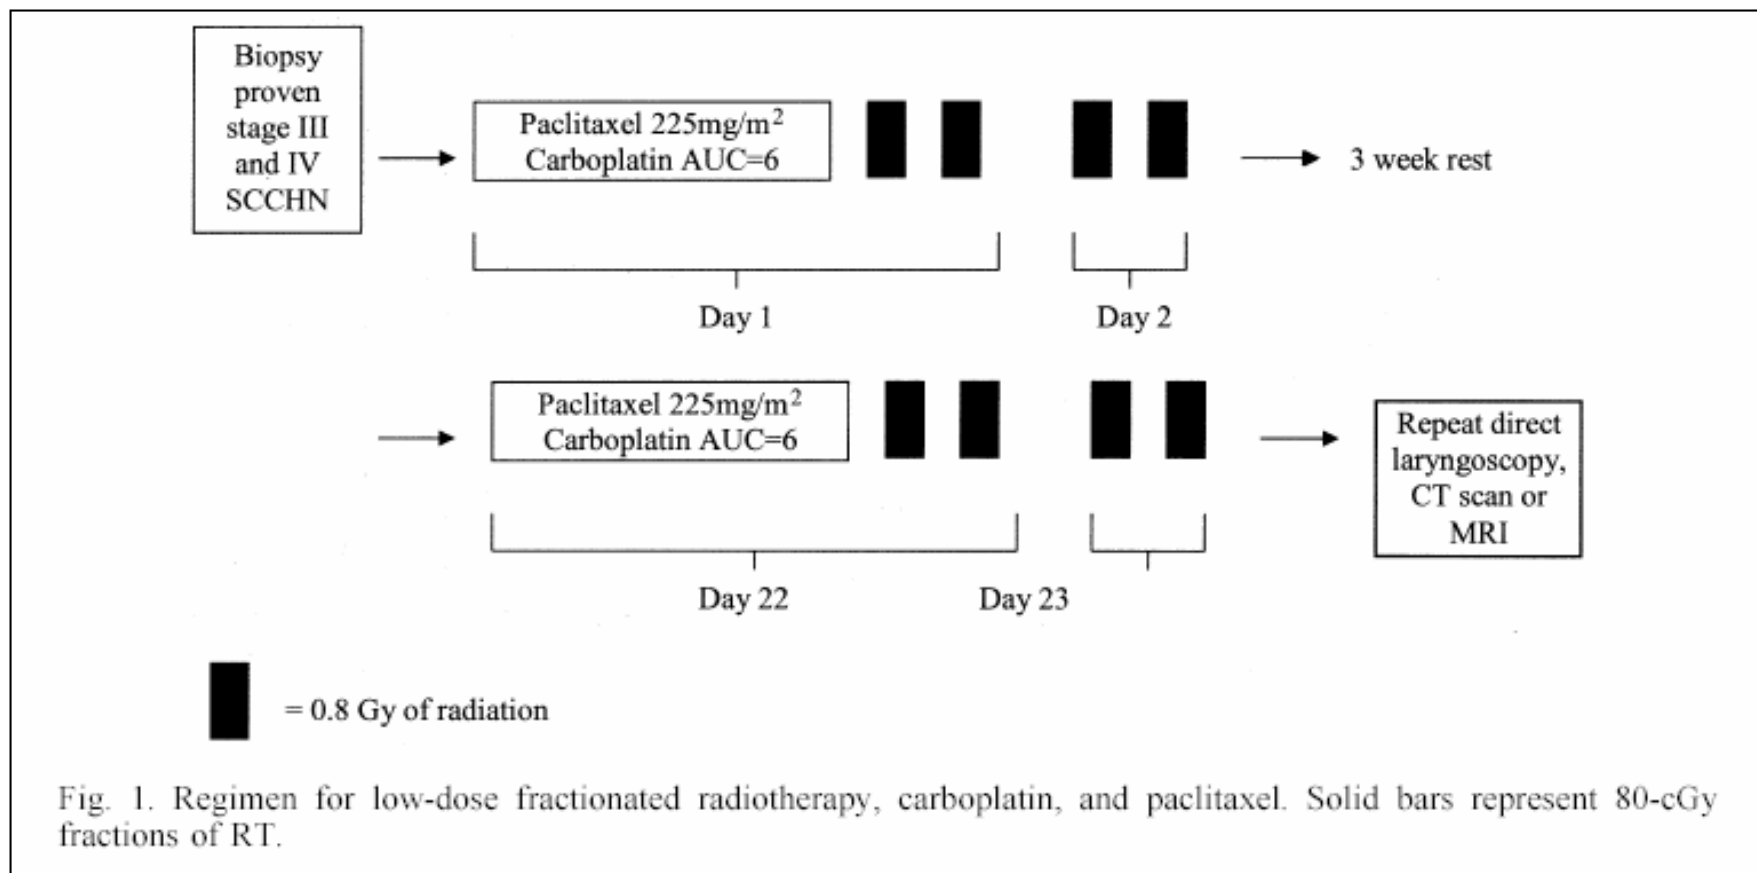 Biopsy
proven
stage III
and IV
SCCHN
Paclitaxel 225mg/m²
Carboplatin AUC=6
3 week rest
Day 1
Day 2
Paclitaxel 225mg/m²
Carboplatin AUC=6
Repeat direct
laryngoscopy,
CT scan or
MRI
Day 22
Day 23
= 0.8 Gy of radiation
Fig. 1. Regimen for low-dose fractionated radiotherapy, carboplatin, and paclitaxel. Solid bars represent 80-cGy
fractions of RT.